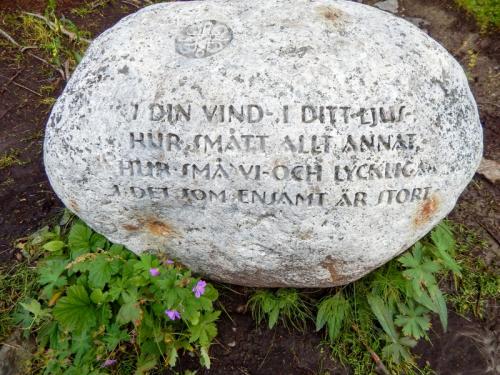 I DIN VIND - I DITT LJUS -
HUR SMÅTT ALLT ANNAT,
HUR SMÅ VI - OCH LYCKLIGA
I DET SOM ENSAMT ÄR STORT